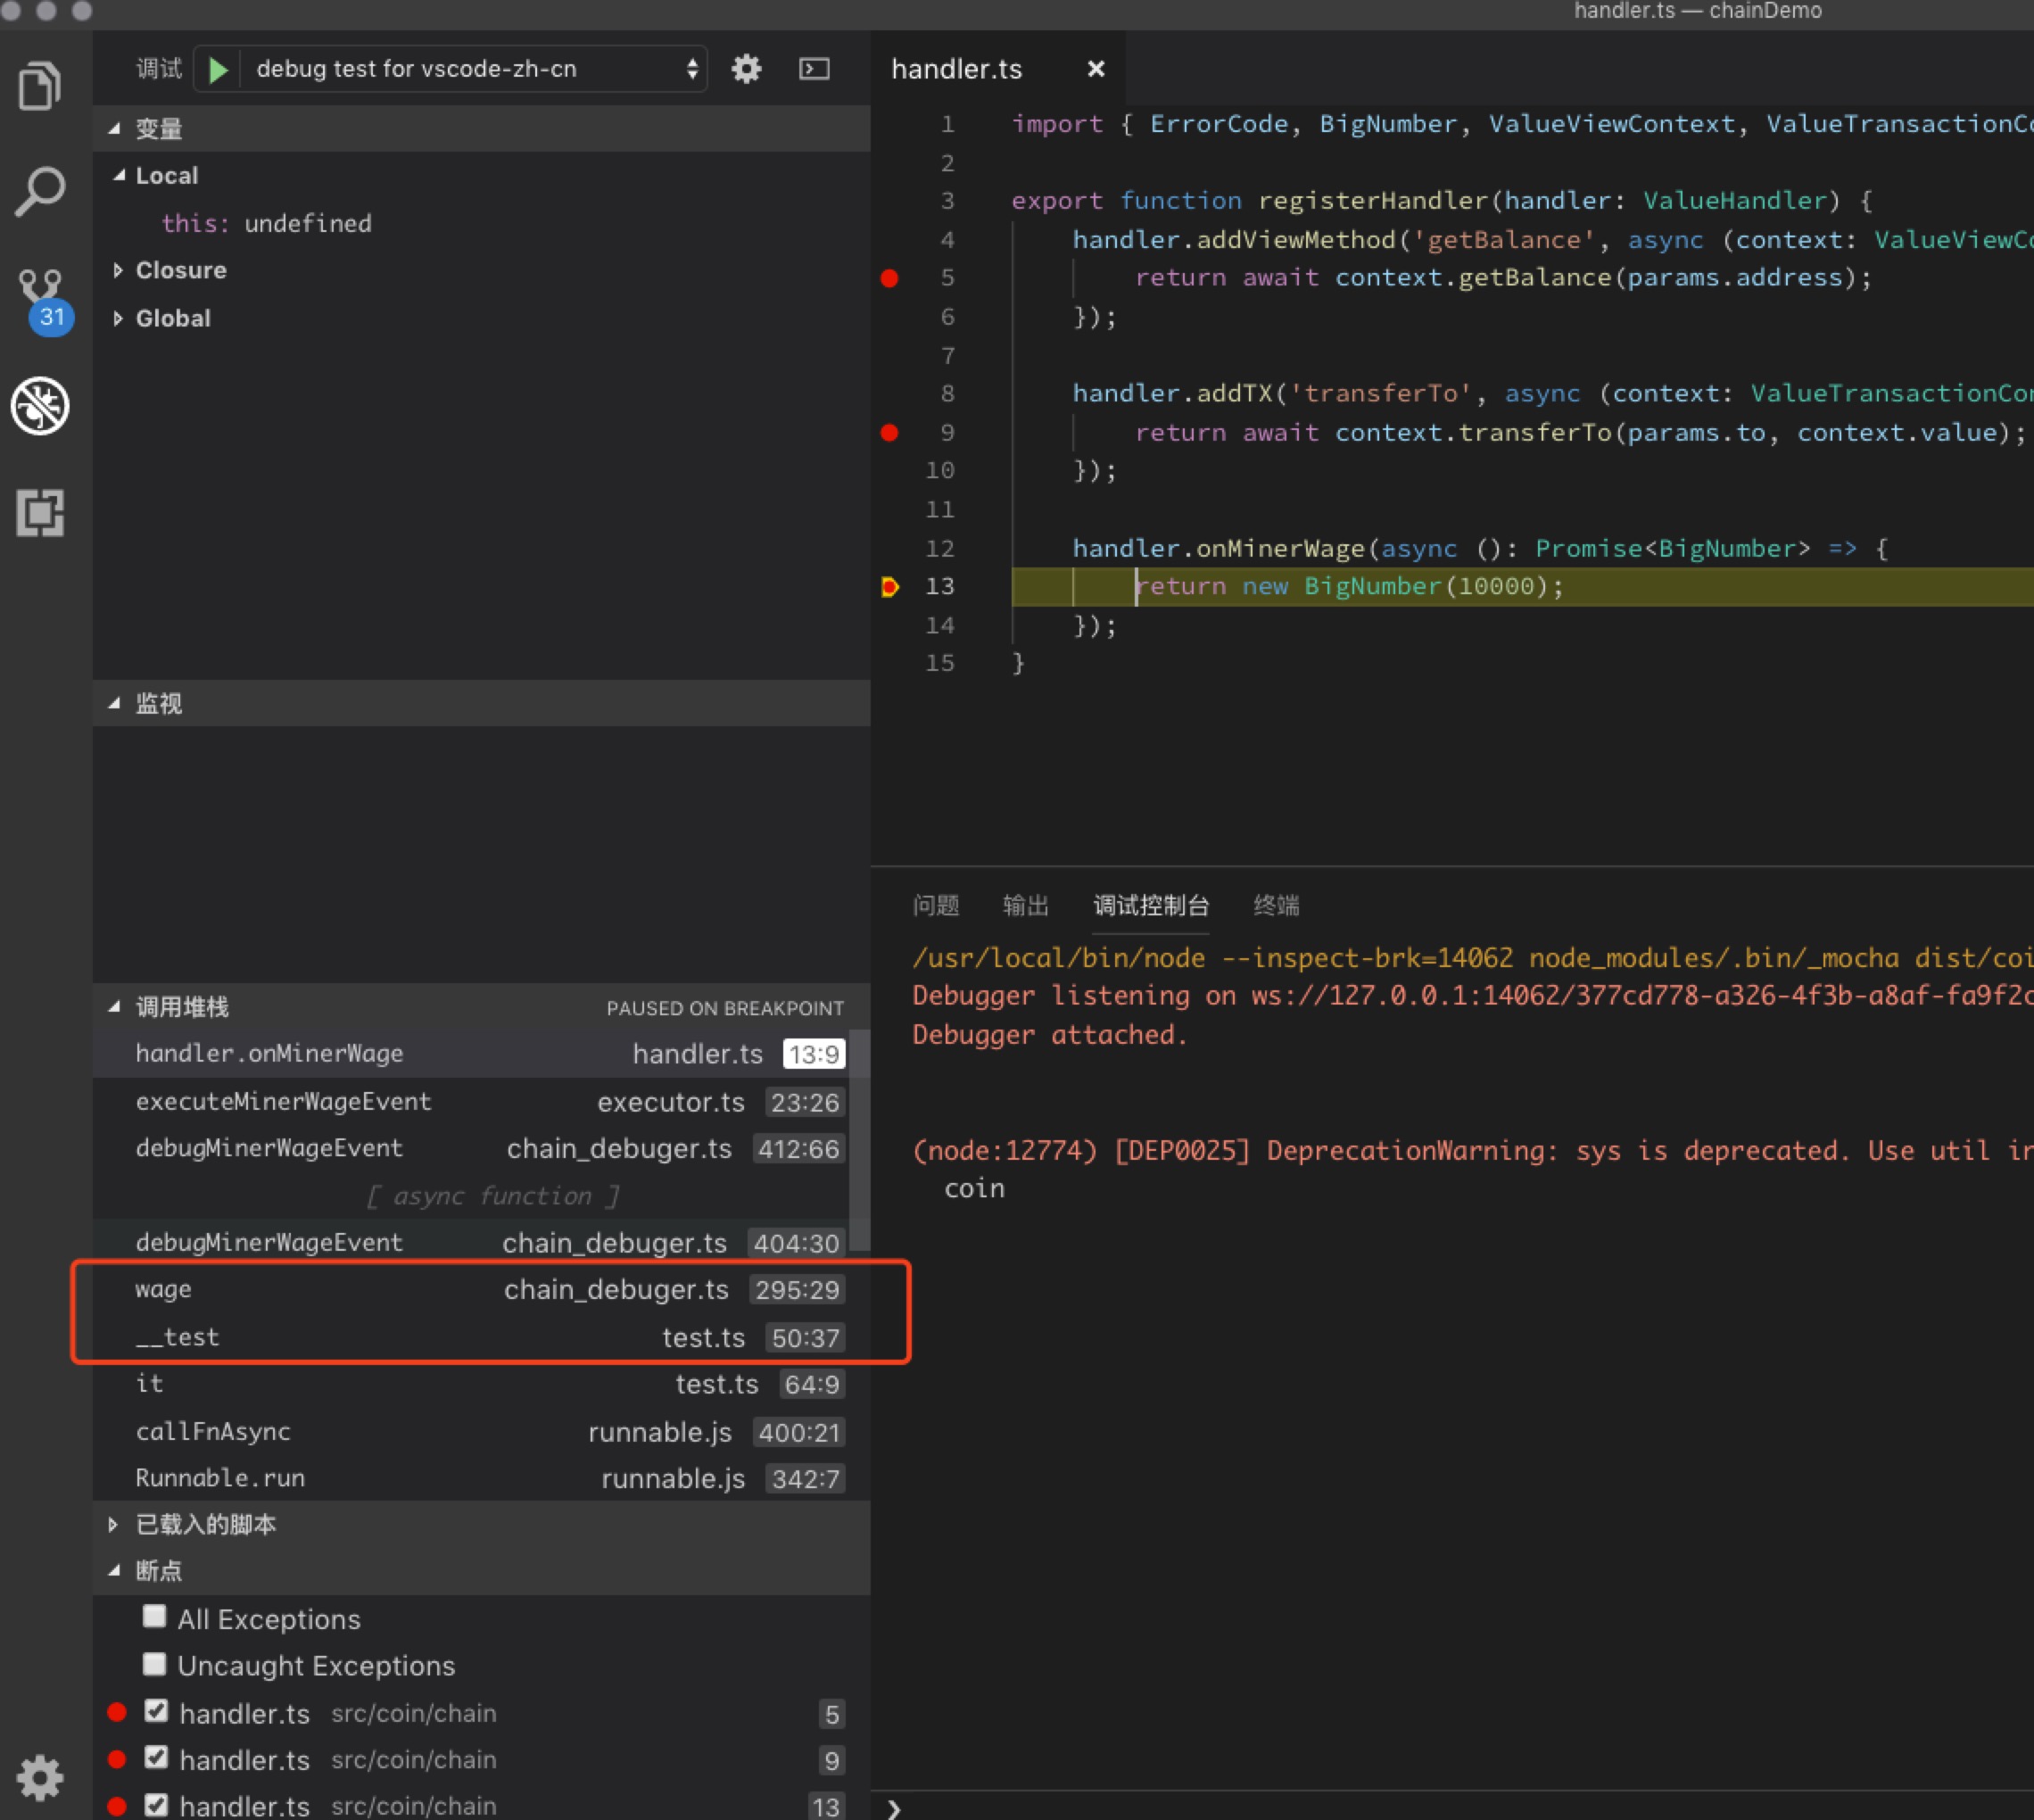 handler.ts — chainDemo
调试 debug test for vscode-zh-cn
变量
Local
this: undefined
Closure
Global
31
监视
调用堆栈 PAUSED ON BREAKPOINT
handler.onMinerWage handler.ts 13:9
executeMinerWageEvent executor.ts 23:26
debugMinerWageEvent chain_debuger.ts 412:66
[ async function ]
debugMinerWageEvent chain_debuger.ts 404:30
wage chain_debuger.ts 295:29
__test test.ts 50:37
it test.ts 64:9
callFnAsync runnable.js 400:21
Runnable.run runnable.js 342:7
已载入的脚本
断点
All Exceptions
Uncaught Exceptions
handler.ts src/coin/chain 5
handler.ts src/coin/chain 9
handler.ts src/coin/chain 13
handler.ts
1 import { ErrorCode, BigNumber, ValueViewContext, ValueTransactionCo
2
3 export function registerHandler(handler: ValueHandler) {
4 handler.addViewMethod('getBalance', async (context: ValueViewCo
5 return await context.getBalance(params.address);
6 });
7
8 handler.addTX('transferTo', async (context: ValueTransactionCon
9 return await context.transferTo(params.to, context.value);
10 });
11
12 handler.onMinerWage(async (): Promise<BigNumber> => {
13 return new BigNumber(10000);
14 });
15 }
问题 输出 调试控制台 终端
/usr/local/bin/node --inspect-brk=14062 node_modules/.bin/_mocha dist/coi
Debugger listening on ws://127.0.0.1:14062/377cd778-a326-4f3b-a8af-fa9f2c
Debugger attached.
(node:12774) [DEP0025] DeprecationWarning: sys is deprecated. Use util in
coin